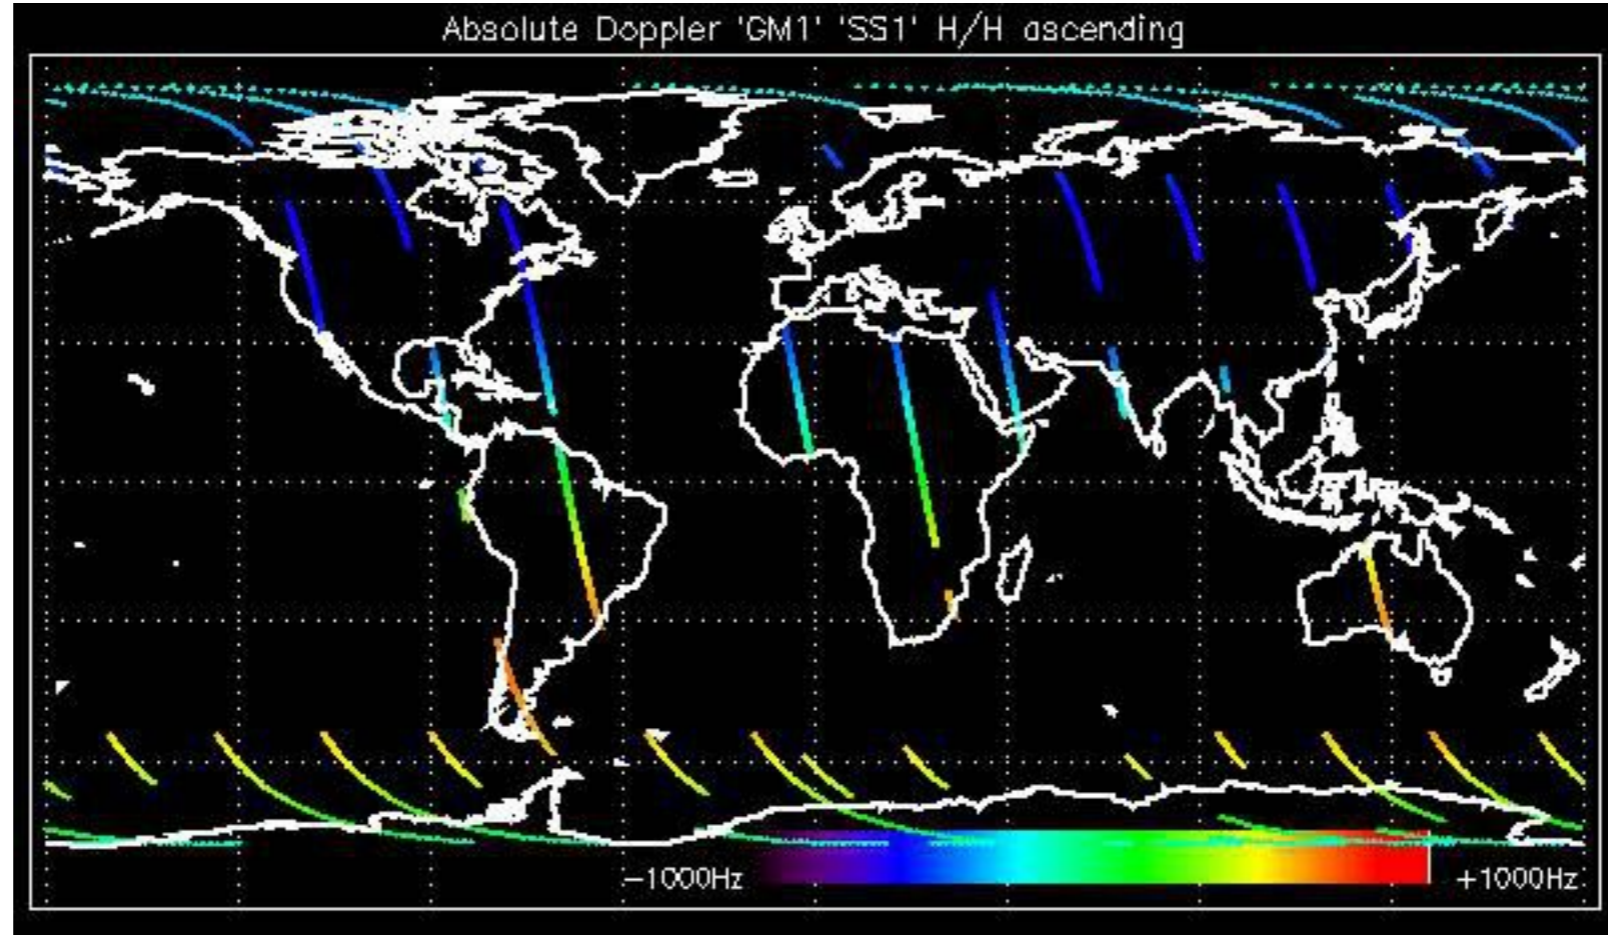 Absolute Doppler 'GM1' 'SS1' H/H ascending
−1000Hz
+1000Hz